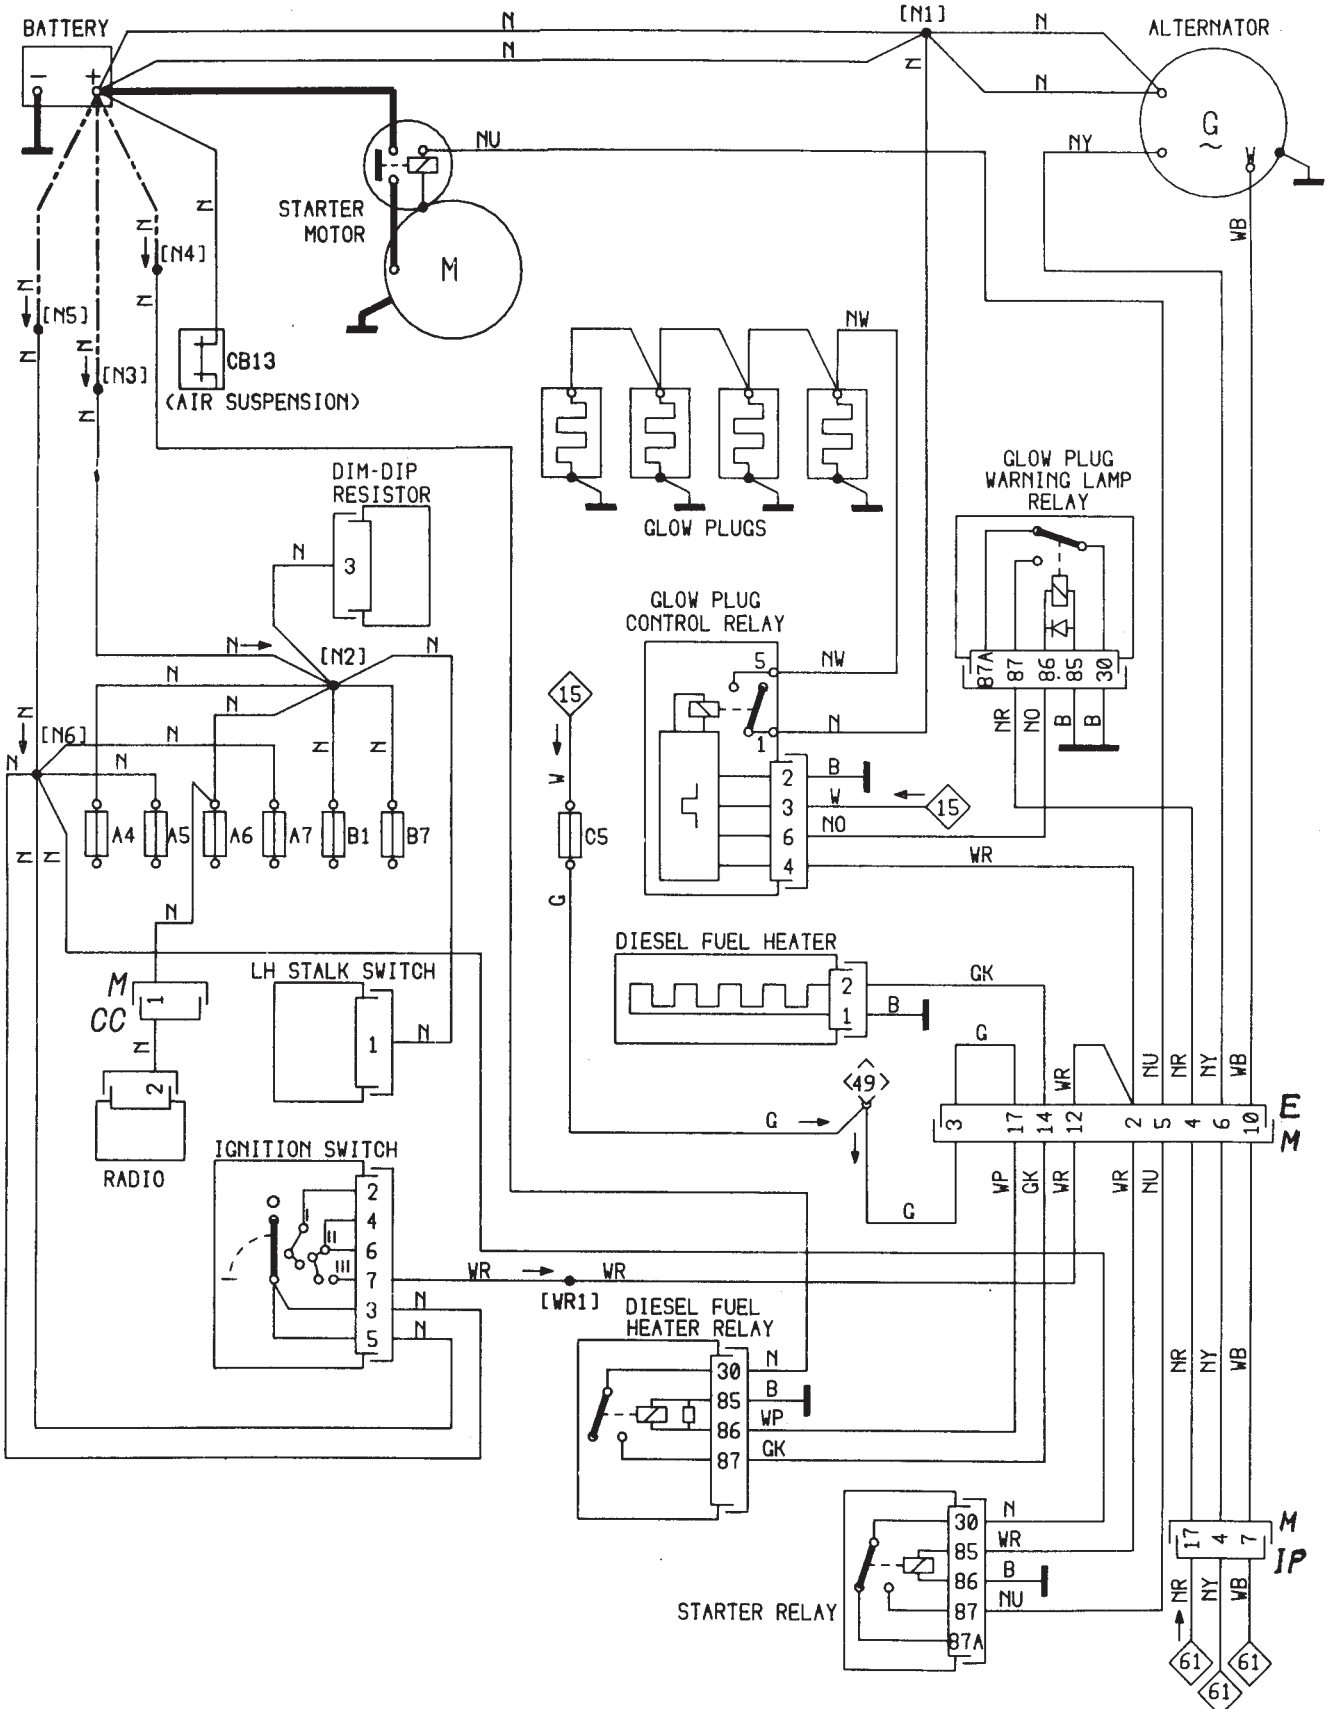 BATTERY
N
[N1]
N
ALTERNATOR
N
N
N
− +
G
~
W
NU
NY
STARTER
MOTOR
M
N
N
[N4]
N
WB
N
[N5]
N
N
[N3]
N
CB13
(AIR SUSPENSION)
NW
DIM-DIP
RESISTOR
3
N
GLOW PLUGS
GLOW PLUG
WARNING LAMP
RELAY
87A
87
86
85
30
NR
NO
B
B
GLOW PLUG
CONTROL RELAY
5
NW
1
N
2
B
3
W
15
6
NO
4
WR
N
[N2]
N
N
N
N
[N6]
N
N
N
N
N
N
N
15
W
C5
G
A4
A5
A6
A7
B1
B7
N
M
CC
1
N
2
RADIO
LH STALK SWITCH
1
N
DIESEL FUEL HEATER
2
GK
1
B
G
WR
NU
NR
NY
WB
49
G
3
17
14
12
2
5
4
6
10
E
M
WP
GK
WR
WR
NU
G
IGNITION SWITCH
O
I
II
III
2
4
6
7
3
5
WR
WR
[WR1]
N
N
DIESEL FUEL
HEATER RELAY
30
N
85
B
86
WP
87
GK
NR
NY
WB
STARTER RELAY
30
N
85
WR
86
B
87
NU
87A
17
4
7
M
IP
NR
NY
WB
61
61
61